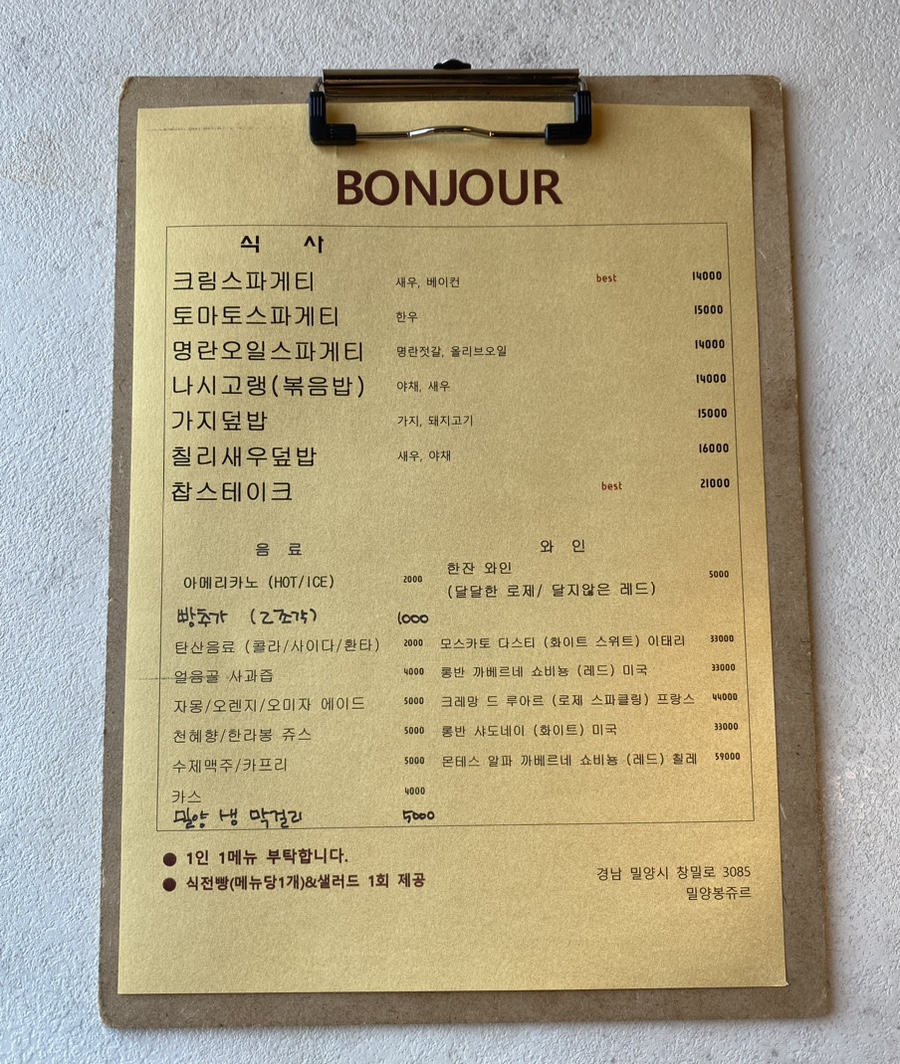 BONJOUR
식 사
크림스파게티 새우, 베이컨 best 14000
토마토스파게티 한우 15000
명란오일스파게티 명란젓갈, 올리브오일 14000
나시고랭(볶음밥) 야채, 새우 14000
가지덮밥 가지, 돼지고기 15000
칠리새우덮밥 새우, 야채 16000
찹스테이크 best 21000
음 료
아메리카노 (HOT/ICE) 2000
빵추가 (2조각) 1000
탄산음료 (콜라/사이다/환타) 2000
얼음골 사과즙 4000
자몽/오렌지/오미자 에이드 5000
천혜향/한라봉 쥬스 5000
수제맥주/카프리 5000
카스 4000
밀양 생 막걸리 5000
와 인
한잔 와인 5000
(달달한 로제/ 달지않은 레드)
모스카토 다스티 (화이트 스위트) 이태리 33000
롱반 까베르네 쇼비뇽 (레드) 미국 33000
크레망 드 루아르 (로제 스파클링) 프랑스 44000
롱반 샤도네이 (화이트) 미국 33000
몬테스 알파 까베르네 쇼비뇽 (레드) 칠레 59000
● 1인 1메뉴 부탁합니다.
● 식전빵(메뉴당1개)&샐러드 1회 제공
경남 밀양시 창밀로 3085
밀양봉쥬르